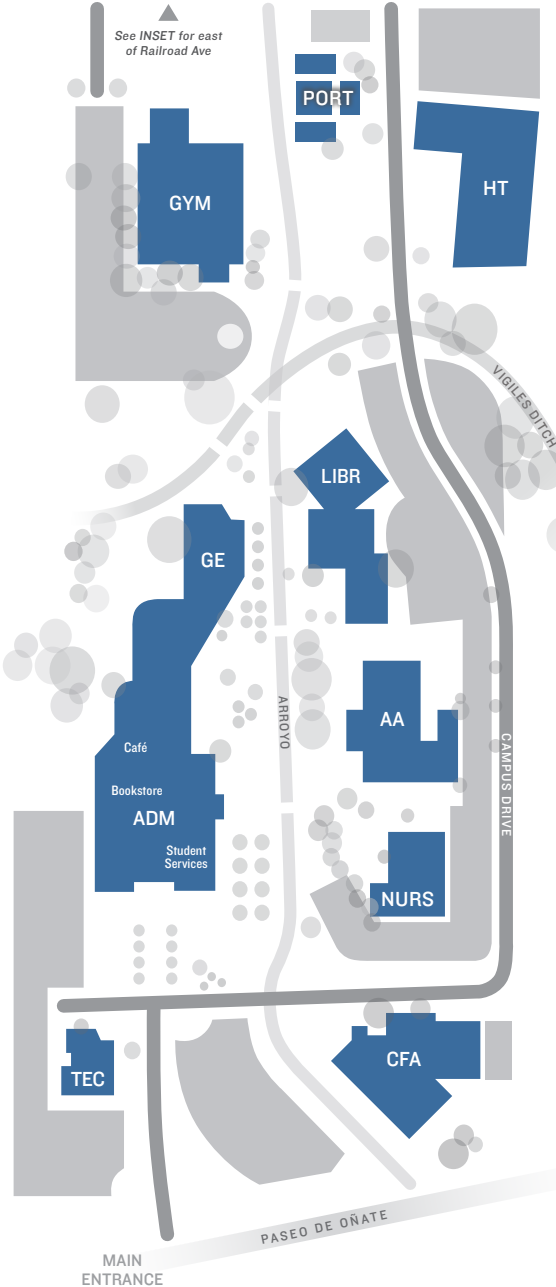 See INSET for east
of Railroad Ave
PORT
GYM
HT
VIGILES DITCH
LIBR
GE
ARROYO
AA
Café
CAMPUS DRIVE
Bookstore
ADM
Student
Services
NURS
CFA
TEC
PASEO DE OÑATE
MAIN
ENTRANCE